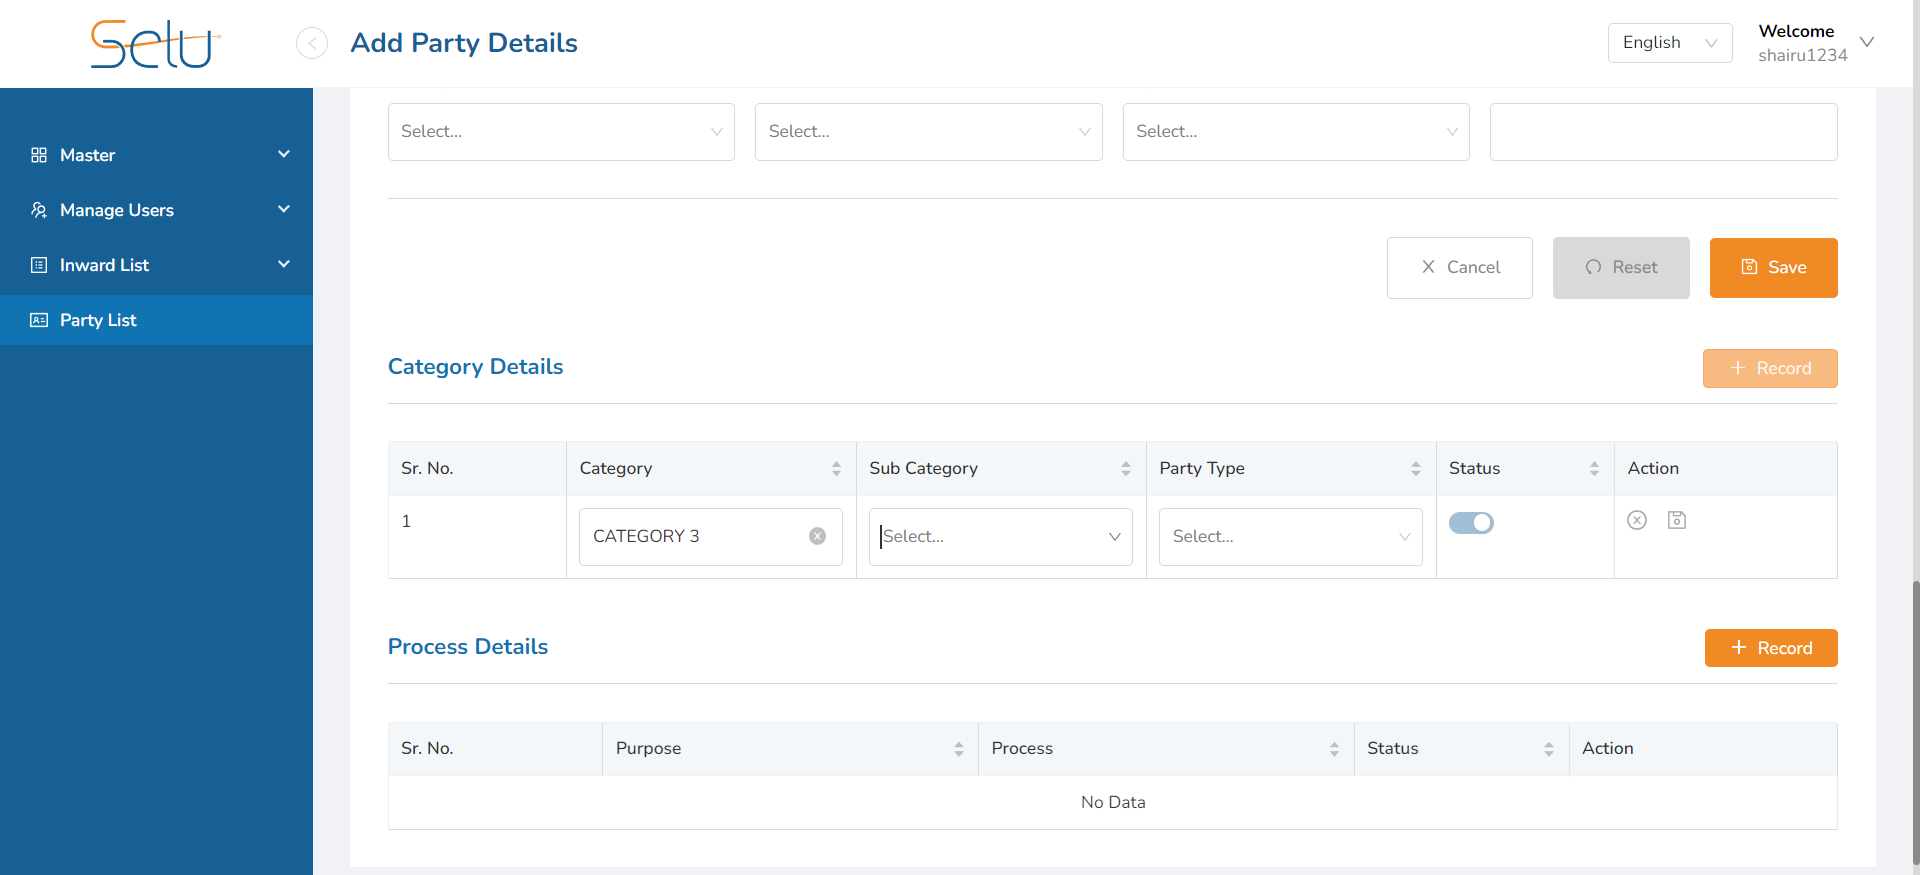 Selu
Add Party Details
English
Welcome
shairu1234
Master
Manage Users
Inward List
Party List
Select... Select... Select...
Cancel Reset Save
Category Details
Record
Sr. No. Category Sub Category Party Type Status Action
1 CATEGORY 3 Select... Select...
Process Details
Record
Sr. No. Purpose Process Status Action
No Data